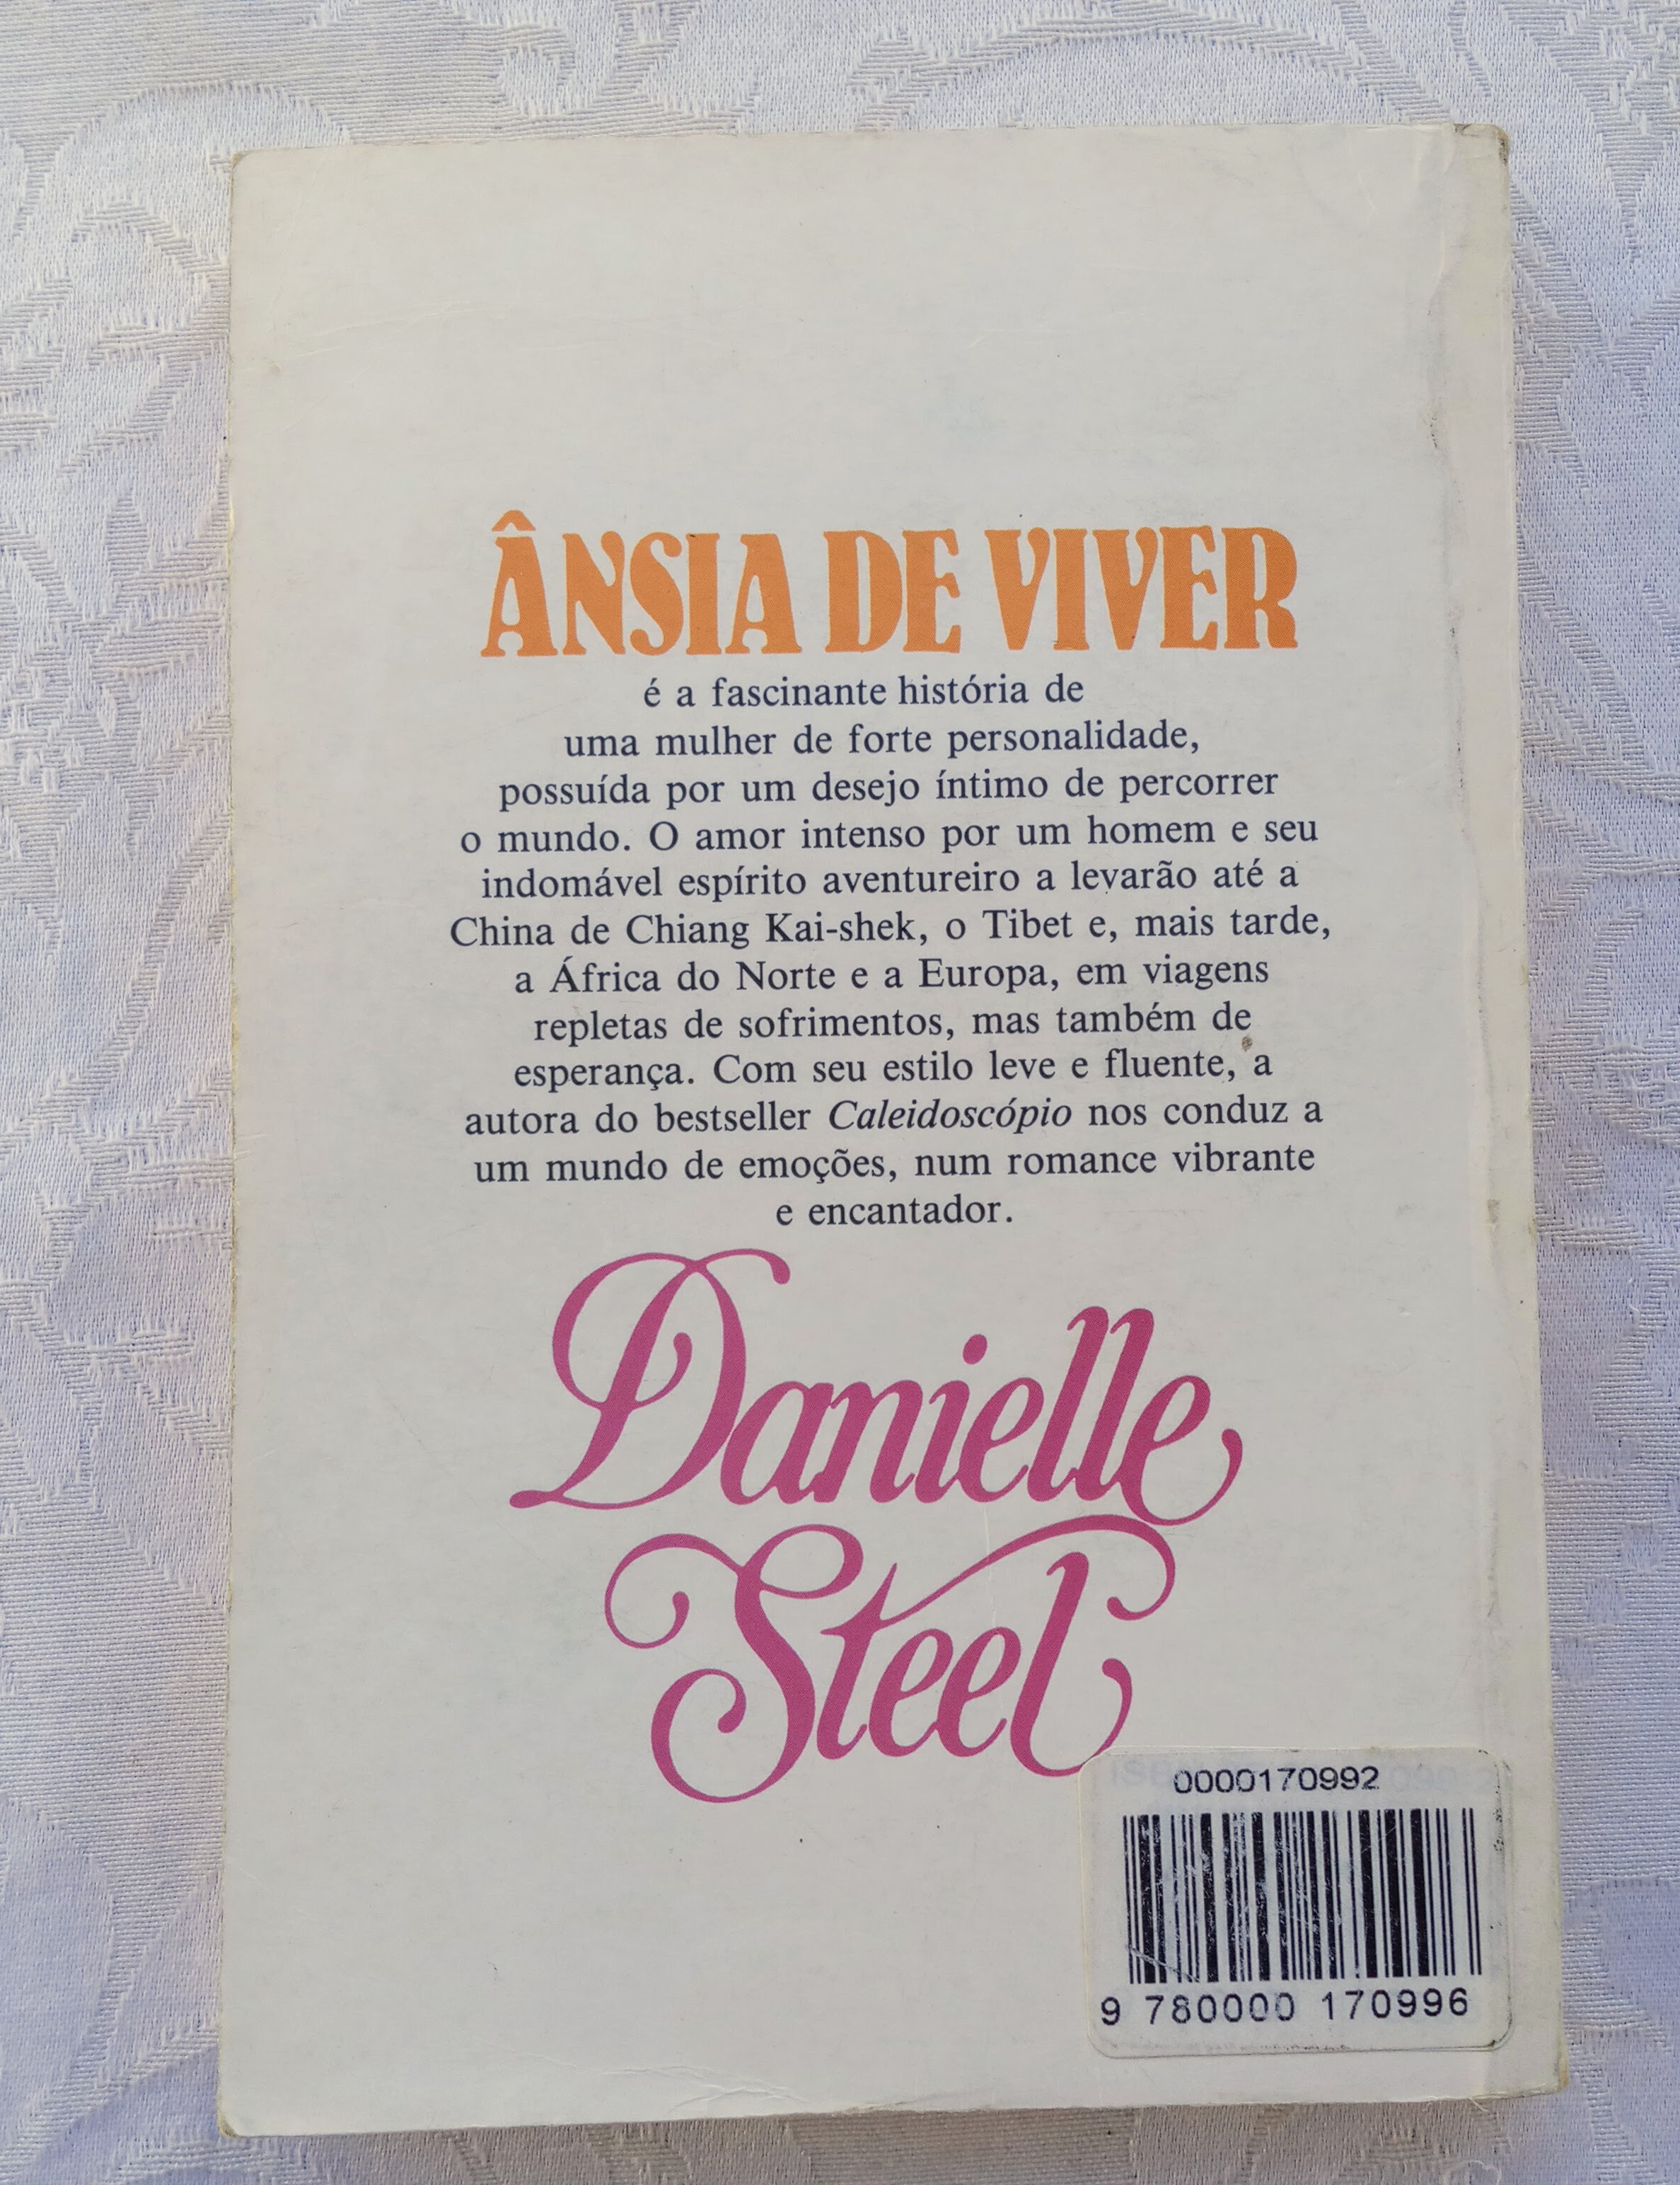 ÂNSIA DE VIVER
é a fascinante história de
uma mulher de forte personalidade,
possuída por um desejo íntimo de percorrer
o mundo. O amor intenso por um homem e seu
indomável espírito aventureiro a levarão até a
China de Chiang Kai-shek, o Tibet e, mais tarde,
a África do Norte e a Europa, em viagens
repletas de sofrimentos, mas também de
esperança. Com seu estilo leve e fluente, a
autora do bestseller Caleidoscópio nos conduz a
um mundo de emoções, num romance vibrante
e encantador.
Danielle
Steel
0000170992
9 780000 170996